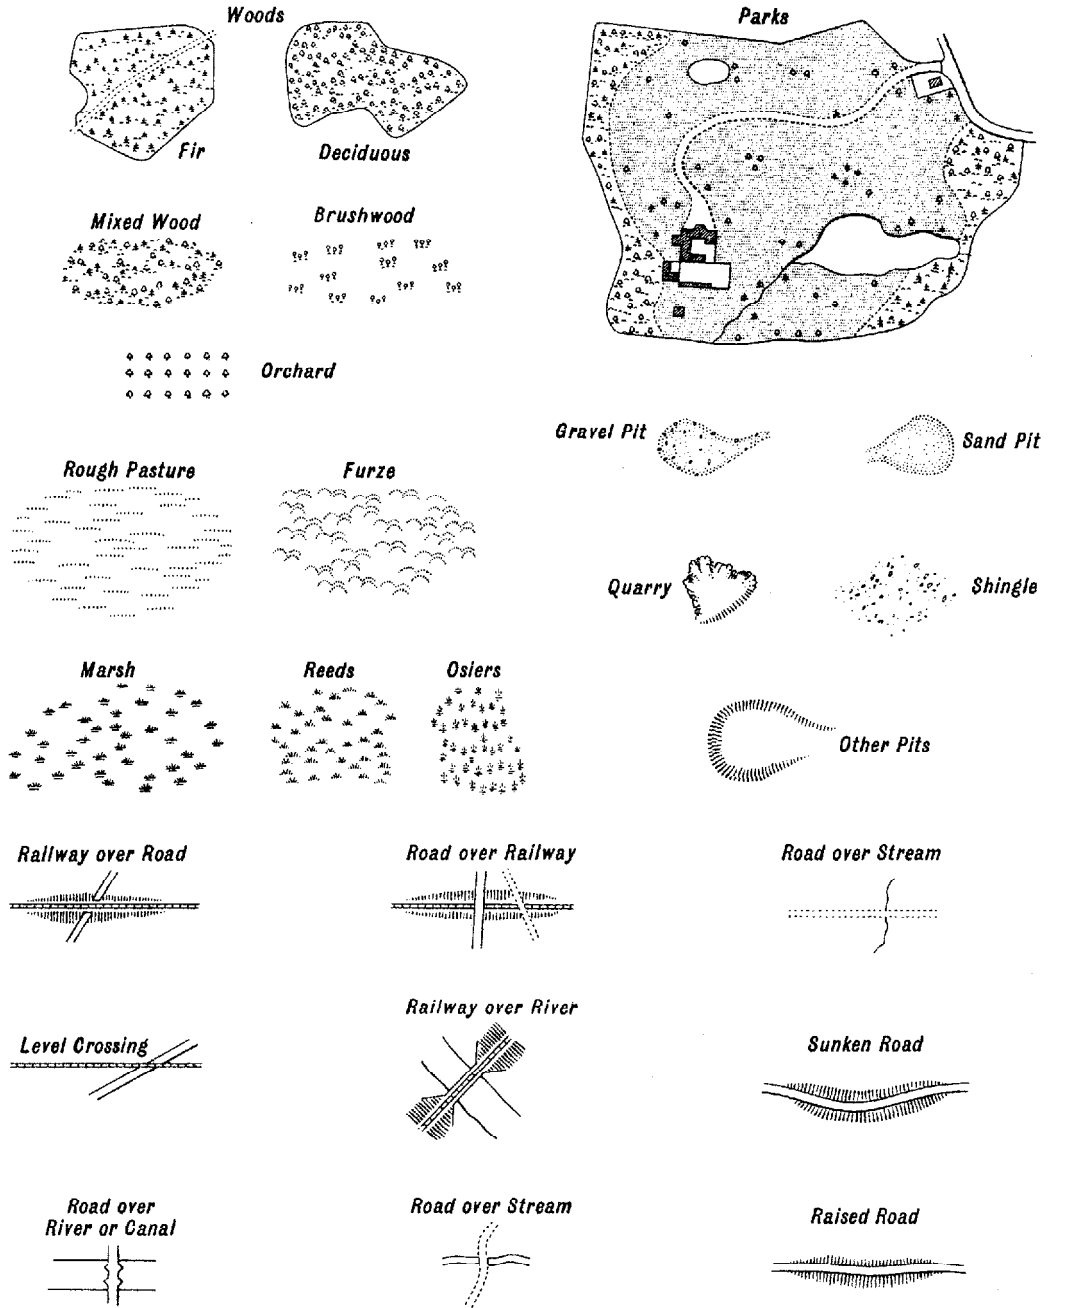 Woods
Parks
Fir
Deciduous
Mixed Wood
Brushwood
Orchard
Gravel Pit
Sand Pit
Rough Pasture
Furze
Quarry
Shingle
Marsh
Reeds
Osiers
Other Pits
Railway over Road
Road over Railway
Road over Stream
Railway over River
Level Crossing
Sunken Road
Road over
River or Canal
Road over Stream
Raised Road